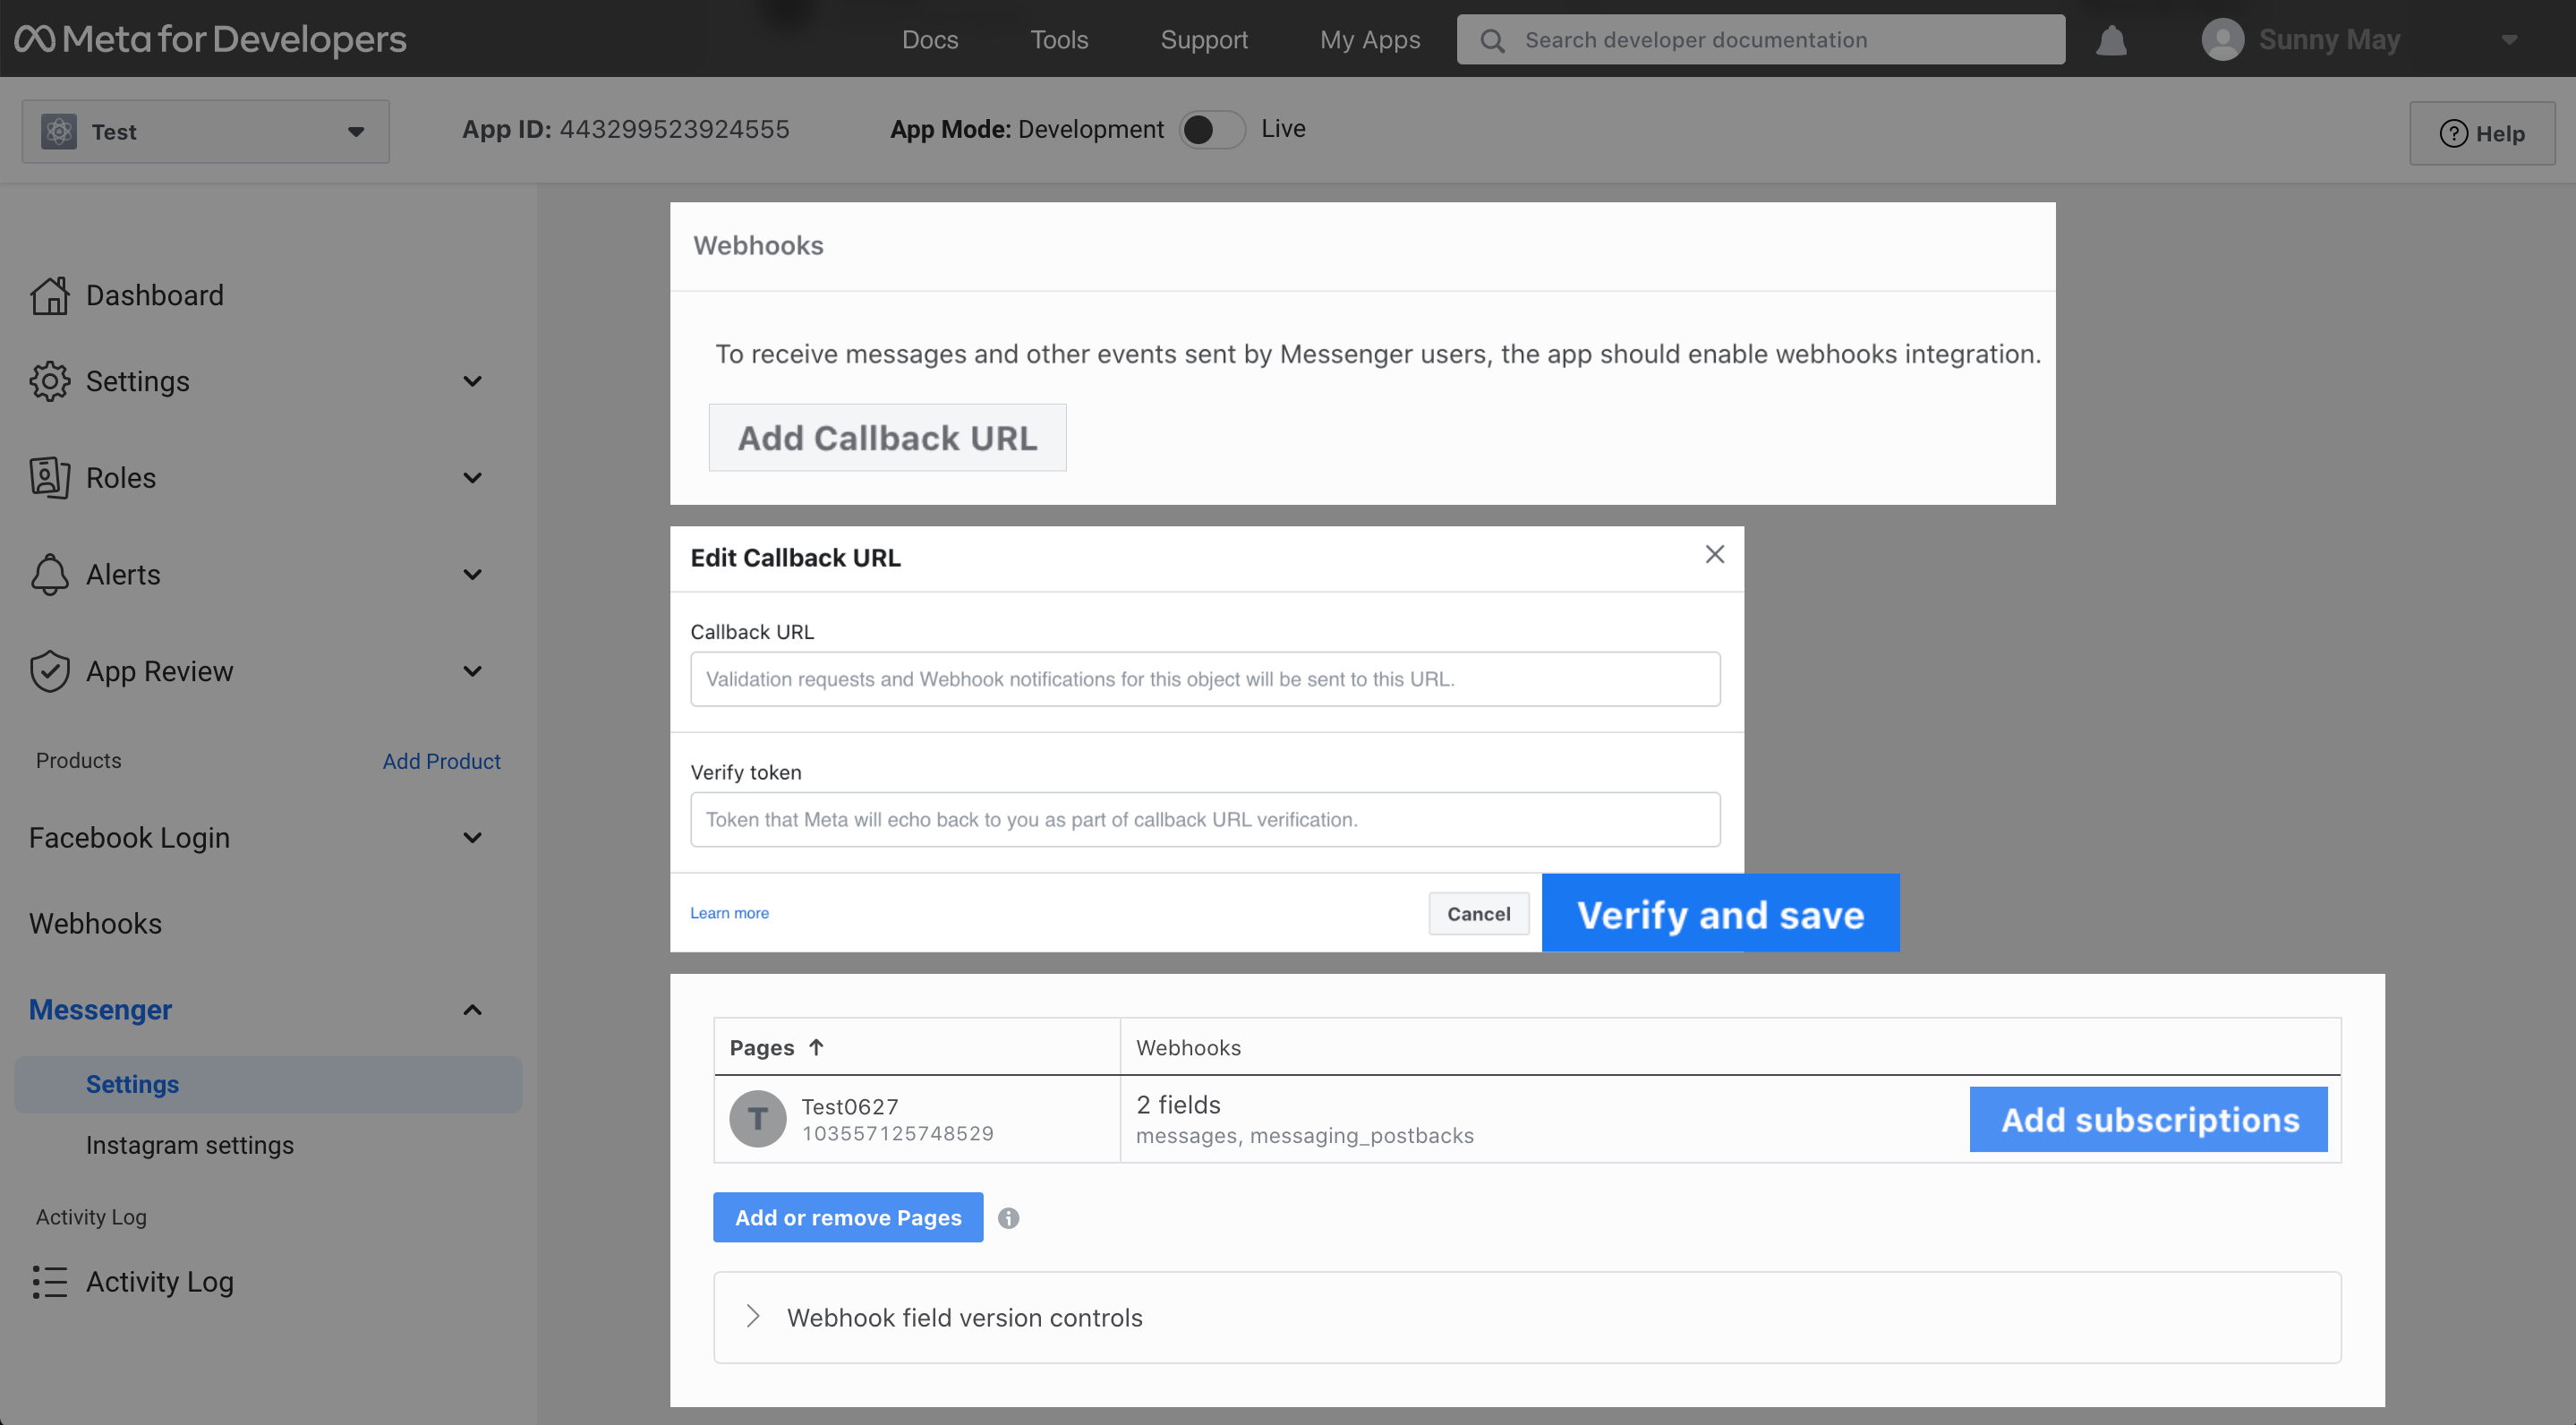 Meta for Developers
Docs
Tools
Support
My Apps
Search developer documentation
Sunny May
Test
App ID: 443299523924555
App Mode: Development
Live
Help
Dashboard
Settings
Roles
Alerts
App Review
Products
Add Product
Facebook Login
Webhooks
Messenger
Settings
Instagram settings
Activity Log
Activity Log
Webhooks
To receive messages and other events sent by Messenger users, the app should enable webhooks integration.
Add Callback URL
Edit Callback URL
Callback URL
Validation requests and Webhook notifications for this object will be sent to this URL.
Verify token
Token that Meta will echo back to you as part of callback URL verification.
Learn more
Cancel
Verify and save
Pages ↑
Webhooks
T
Test0627
103557125748529
2 fields
messages, messaging_postbacks
Add subscriptions
Add or remove Pages
Webhook field version controls